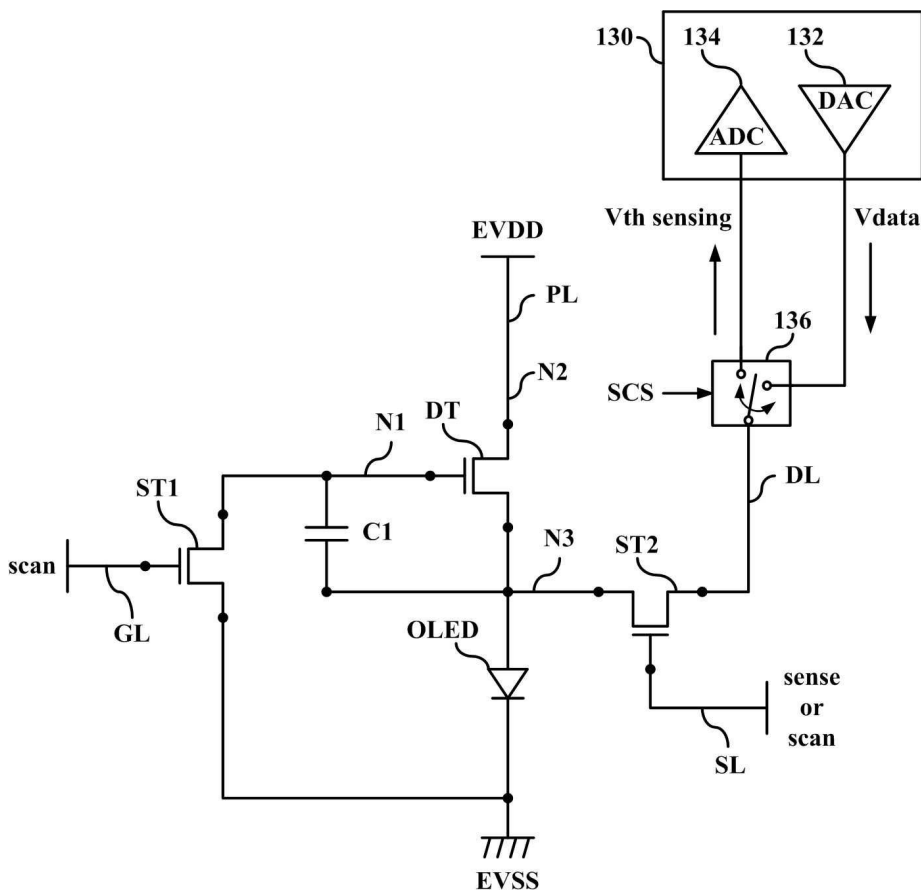 130
134
132
ADC
DAC
Vth sensing
Vdata
EVDD
PL
136
N2
SCS
DT
N1
DL
ST1
C1
N3
ST2
scan
GL
OLED
sense
or
scan
SL
EVSS